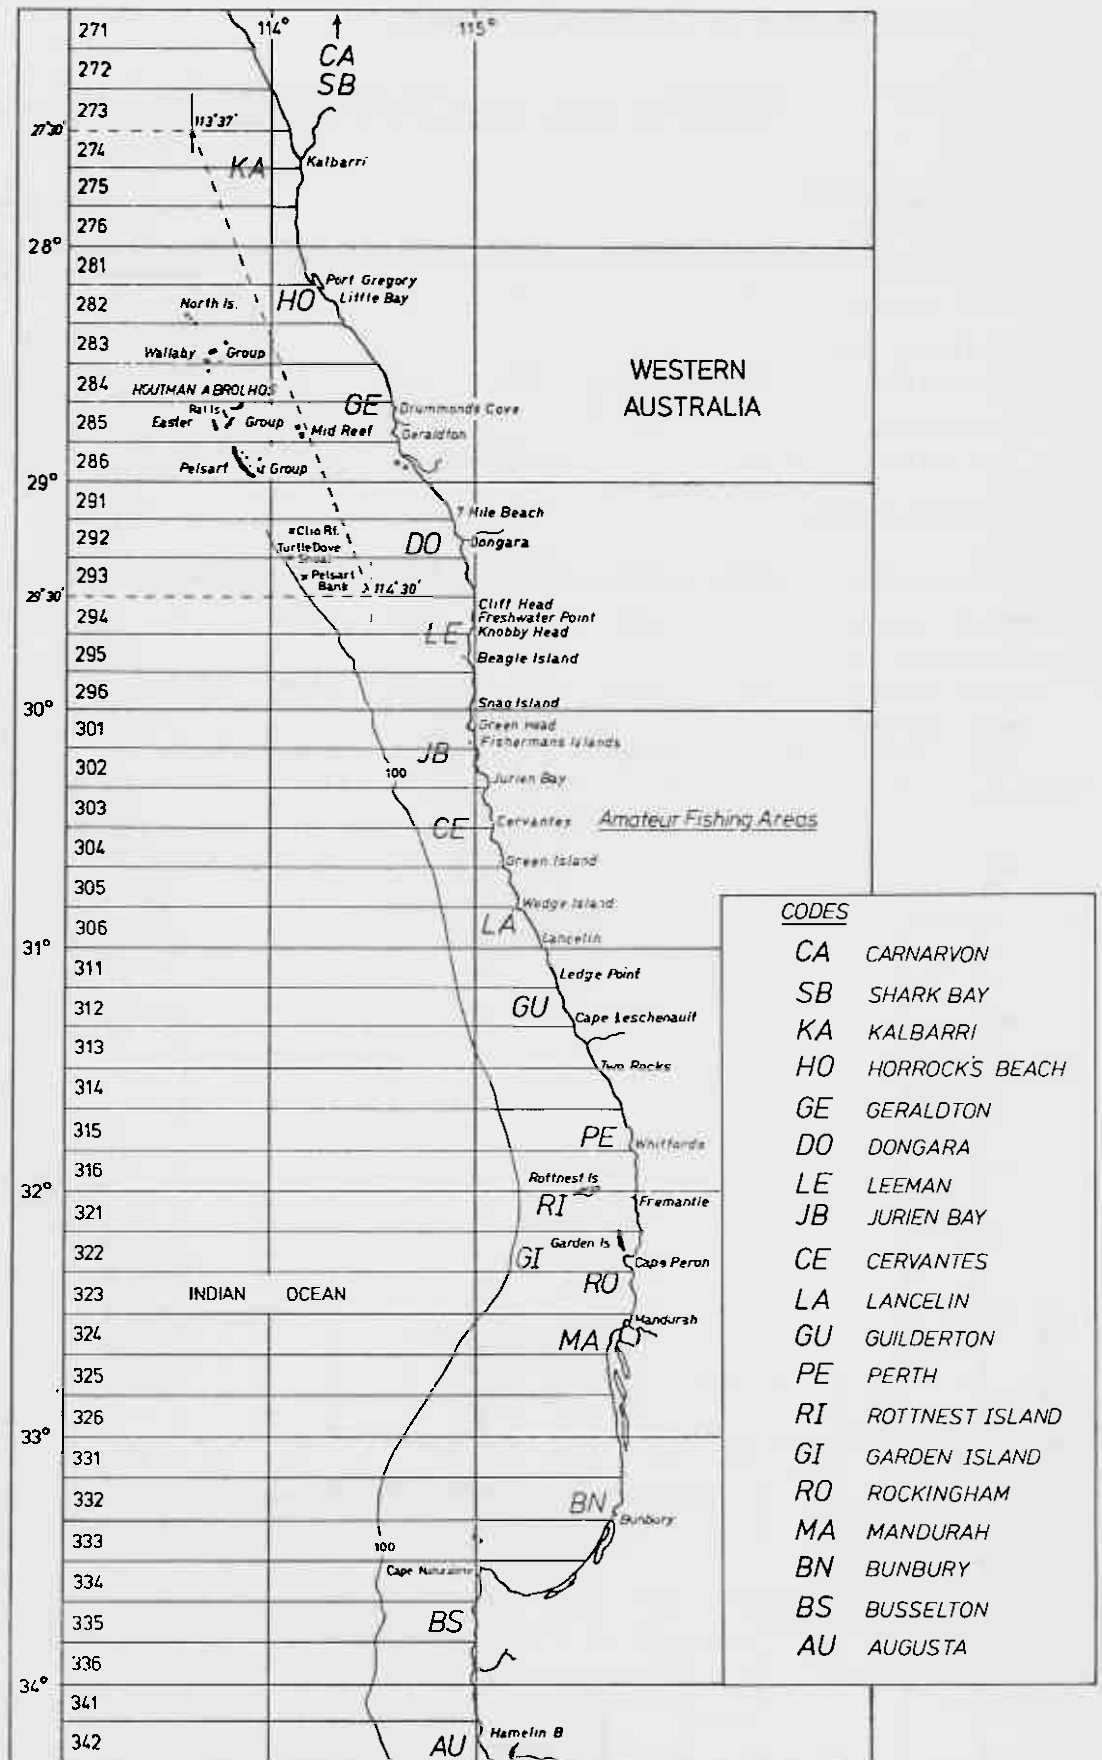 114° 115°
271
CA
272
SB
273
113°37'
27°30'
274
KA Kalbarri
275
276
28°
281
Port Gregory
HO Little Bay
282 North Is.
283
Wallaby Group
WESTERN
AUSTRALIA
284
HOUTMAN ABROLHOS
GE Drummonds Cove
Rat Is
285 Easter Group Mid Reef
Geraldton
286
Pelsart Group
29°
291
7 Mile Beach
292
Clio Rf.
DO Dongara
Turtle Dove
Shoal
293
Pelsart
Bank 114°30'
29°30'
Cliff Head
294
Freshwater Point
LE Knobby Head
295
Beagle Island
296
Snag Island
30°
301
Green Head
Fishermans Islands
JB
302
100
Jurien Bay
303
CE Cervantes Amateur Fishing Areas
304
Green Island
305
Wedge Island
306
LA
Lancelin
31°
311
Ledge Point
312
GU
Cape Leschenault
313
Two Rocks
314
315
PE Whitfords
316
Rottnest Is
32°
RI Fremantle
321
322
Garden Is
GI Cape Peron
323
INDIAN OCEAN
RO
Mandurah
324
MA
325
326
33°
331
332
BN
Bunbury
333
100
334
Cape Naturaliste
335
BS
336
34°
341
342
AU Hamelin B
CODES
CA CARNARVON
SB SHARK BAY
KA KALBARRI
HO HORROCK'S BEACH
GE GERALDTON
DO DONGARA
LE LEEMAN
JB JURIEN BAY
CE CERVANTES
LA LANCELIN
GU GUILDERTON
PE PERTH
RI ROTTNEST ISLAND
GI GARDEN ISLAND
RO ROCKINGHAM
MA MANDURAH
BN BUNBURY
BS BUSSELTON
AU AUGUSTA